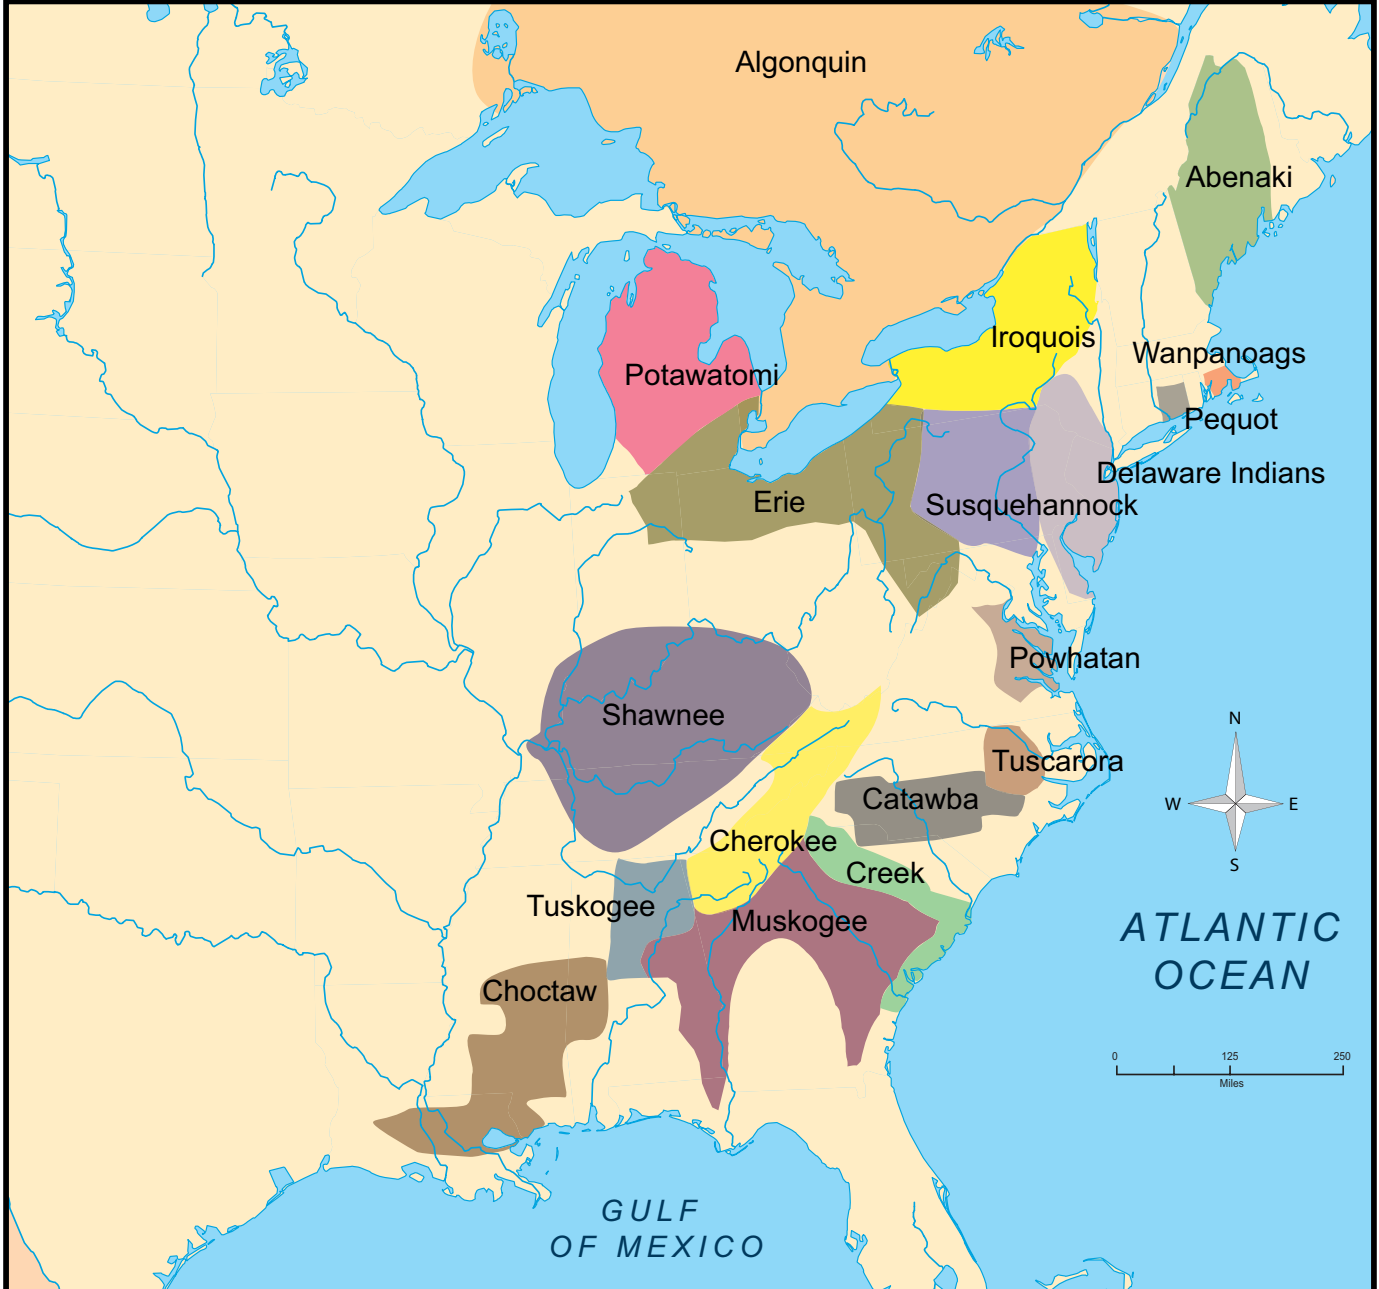 Algonquin
Abenaki
Iroquois
Wanpanoags
Potawatomi
Pequot
Delaware Indians
Erie
Susquehannock
Powhatan
Shawnee
N
Tuscarora
Catawba
W
E
Cherokee
S
Creek
Tuskogee
Muskogee
ATLANTIC
OCEAN
Choctaw
0 125 250
Miles
GULF
OF MEXICO